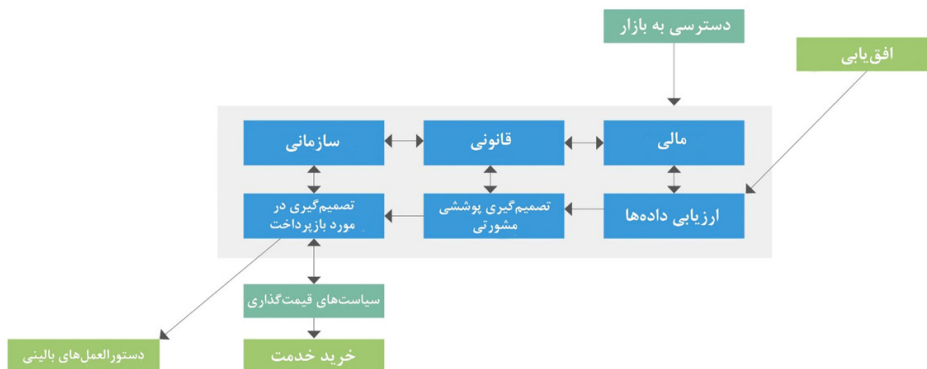 دسترسی به بازار
افق‌یابی
مالی
قانونی
سازمانی
ارزیابی داده‌ها
تصمیم‌گیری پوششی
مشورتی
تصمیم‌گیری در
مورد بازپرداخت
سیاست‌های قیمت‌گذاری
خرید خدمت
دستورالعمل‌های بالینی